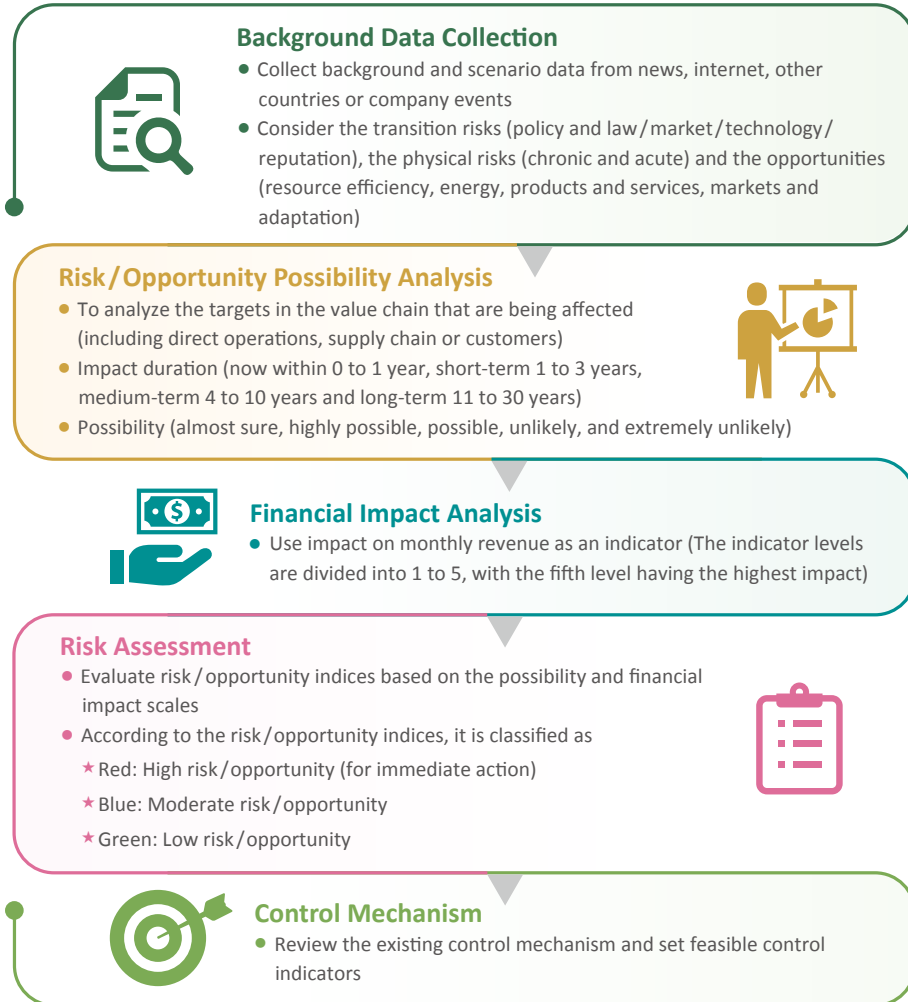 Background Data Collection
• Collect background and scenario data from news, internet, other
countries or company events
• Consider the transition risks (policy and law/market/technology/
reputation), the physical risks (chronic and acute) and the opportunities
(resource efficiency, energy, products and services, markets and
adaptation)
Risk/Opportunity Possibility Analysis
• To analyze the targets in the value chain that are being affected
(including direct operations, supply chain or customers)
• Impact duration (now within 0 to 1 year, short-term 1 to 3 years,
medium-term 4 to 10 years and long-term 11 to 30 years)
• Possibility (almost sure, highly possible, possible, unlikely, and extremely unlikely)
$
Financial Impact Analysis
• Use impact on monthly revenue as an indicator (The indicator levels
are divided into 1 to 5, with the fifth level having the highest impact)
Risk Assessment
• Evaluate risk/opportunity indices based on the possibility and financial
impact scales
• According to the risk/opportunity indices, it is classified as
★ Red: High risk/opportunity (for immediate action)
★ Blue: Moderate risk/opportunity
★ Green: Low risk/opportunity
Control Mechanism
• Review the existing control mechanism and set feasible control
indicators